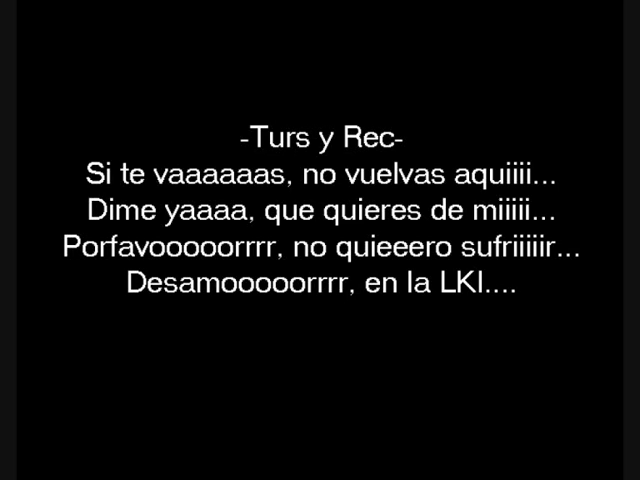 -Turs y Rec-
Si te vaaaaaas, no vuelvas aquiiii...
Dime yaaaa, que quieres de miiiii...
Porfavooooorrrr, no quieeero sufriiiiir...
Desamooooorrrr, en la LKI....